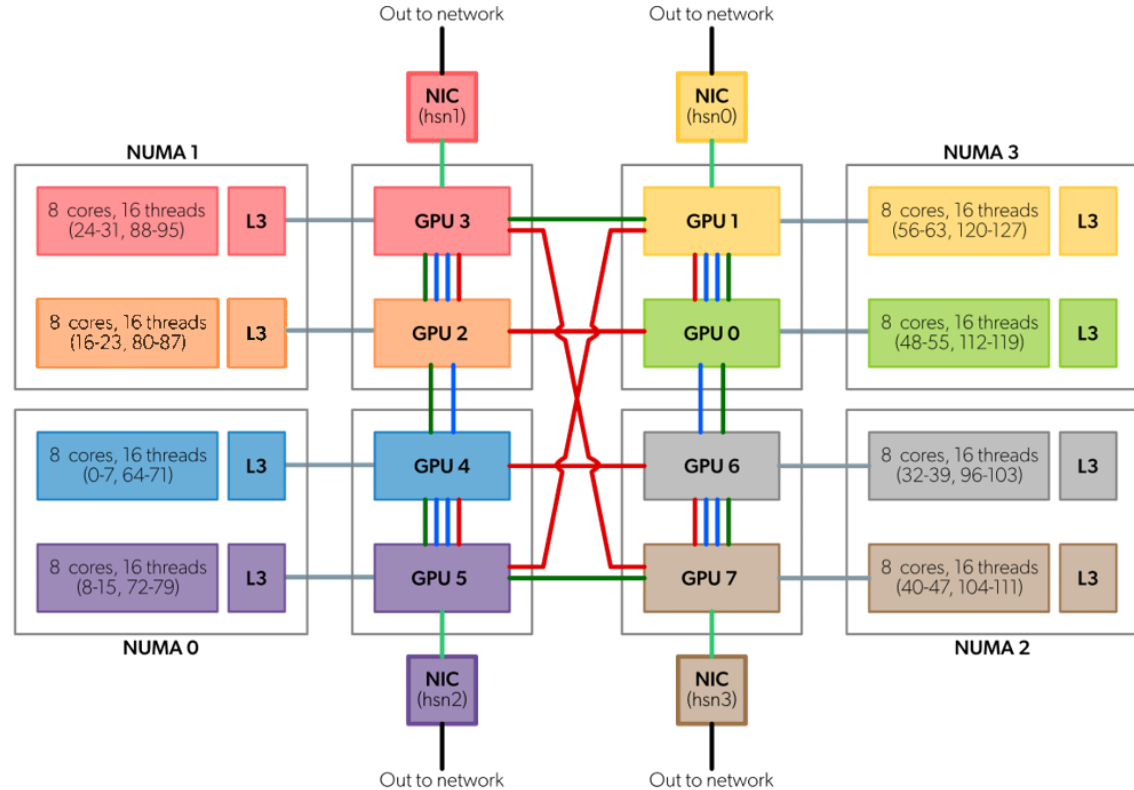 Out to network
Out to network
NIC
(hsn1)
NIC
(hsn0)
NUMA 1
NUMA 3
8 cores, 16 threads
(24-31, 88-95)
L3
GPU 3
GPU 1
8 cores, 16 threads
(56-63, 120-127)
L3
8 cores, 16 threads
(16-23, 80-87)
L3
GPU 2
GPU 0
8 cores, 16 threads
(48-55, 112-119)
L3
8 cores, 16 threads
(0-7, 64-71)
L3
GPU 4
GPU 6
8 cores, 16 threads
(32-39, 96-103)
L3
8 cores, 16 threads
(8-15, 72-79)
L3
GPU 5
GPU 7
8 cores, 16 threads
(40-47, 104-111)
L3
NUMA 0
NUMA 2
NIC
(hsn2)
NIC
(hsn3)
Out to network
Out to network